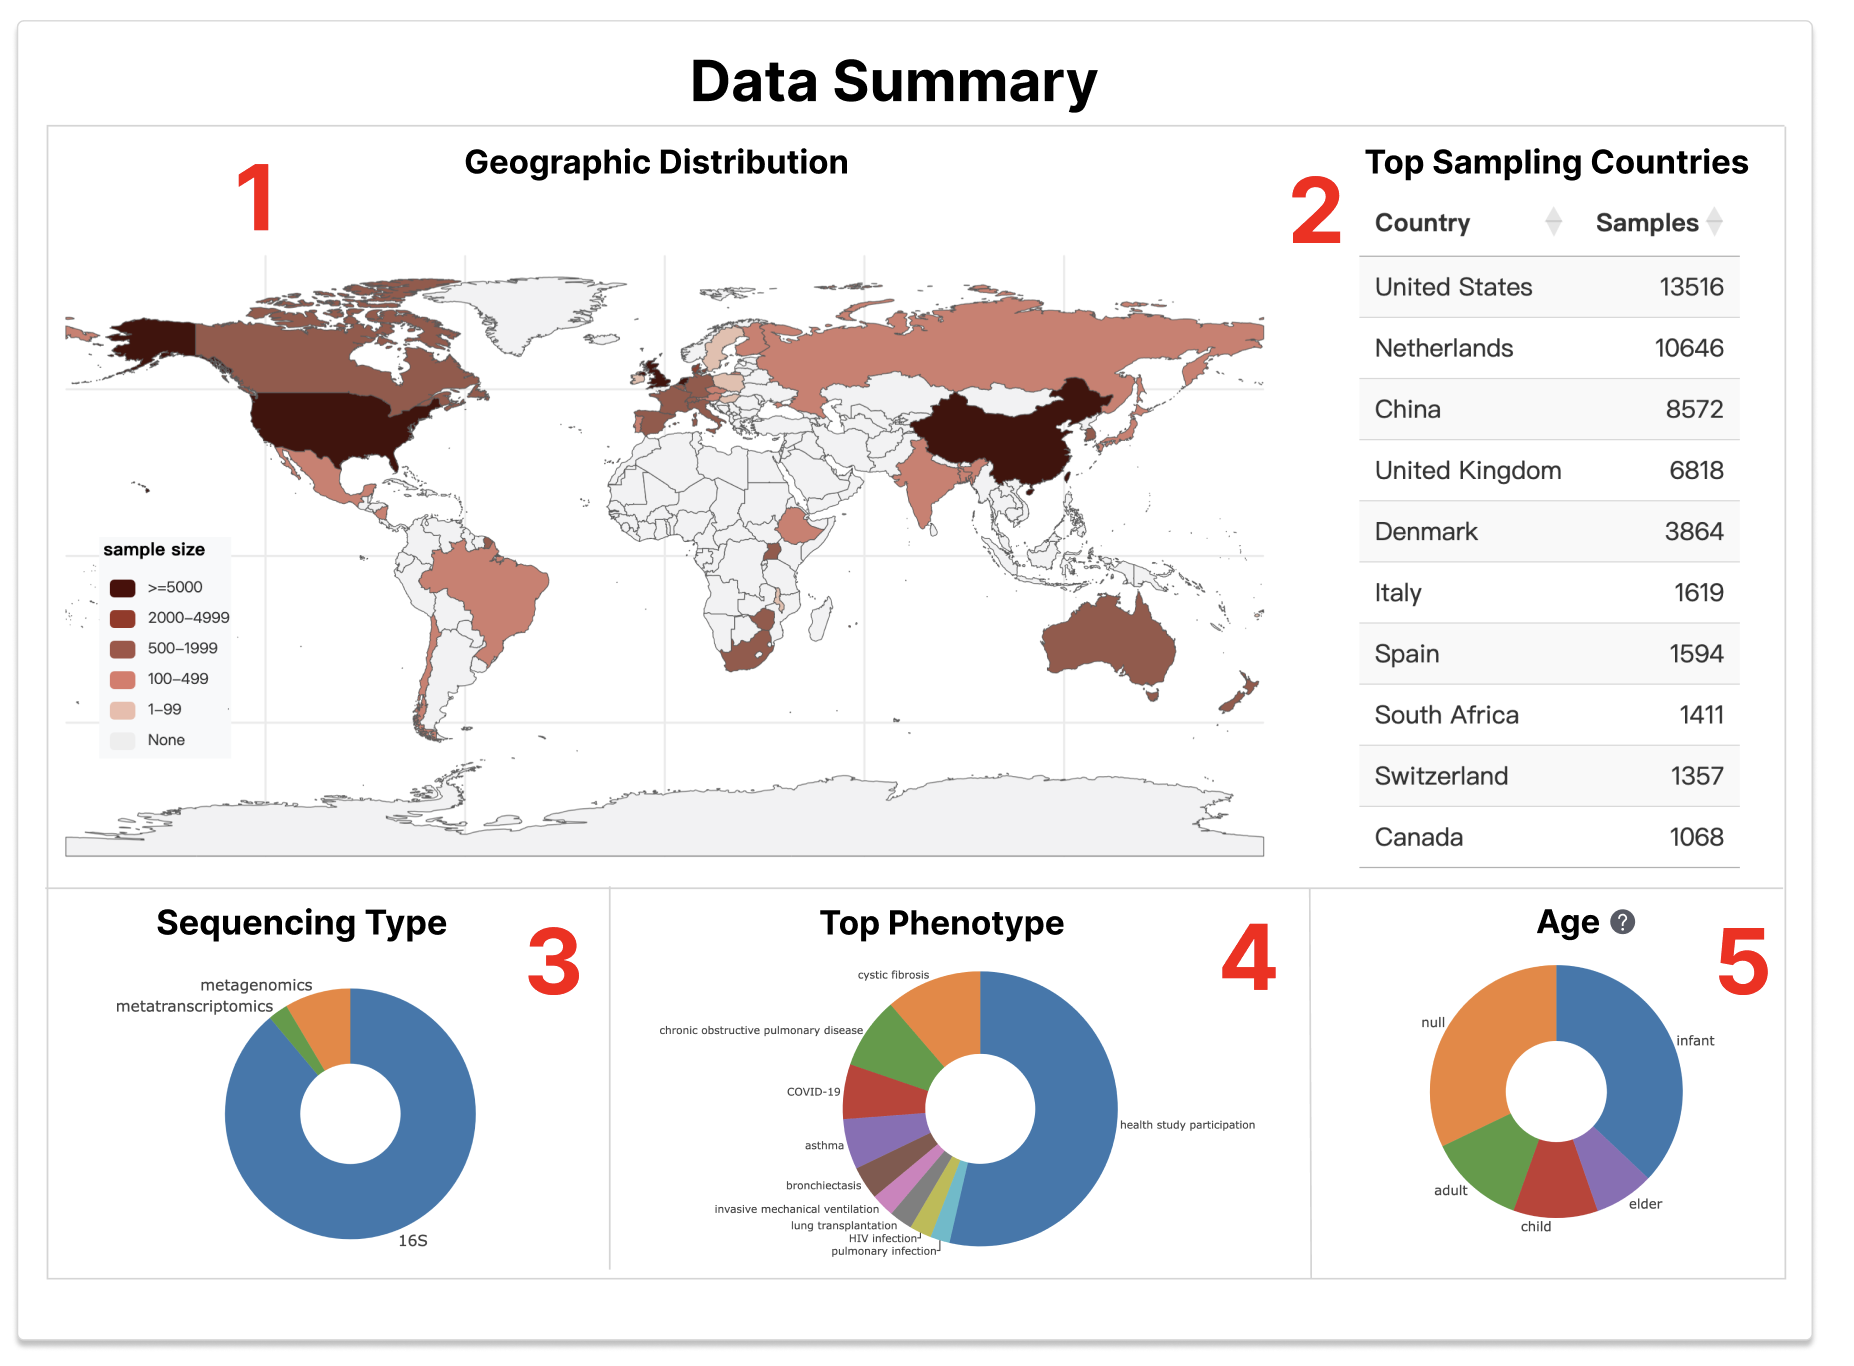 Data Summary
1
Geographic Distribution
sample size
>=5000
2000–4999
500–1999
100–499
1–99
None
2
Top Sampling Countries
Country Samples
United States 13516
Netherlands 10646
China 8572
United Kingdom 6818
Denmark 3864
Italy 1619
Spain 1594
South Africa 1411
Switzerland 1357
Canada 1068
Sequencing Type
3
metagenomics
metatranscriptomics
16S
Top Phenotype
4
cystic fibrosis
chronic obstructive pulmonary disease
COVID-19
asthma
bronchiectasis
invasive mechanical ventilation
lung transplantation
HIV infection
pulmonary infection
health study participation
Age ?
5
null
infant
adult
elder
child